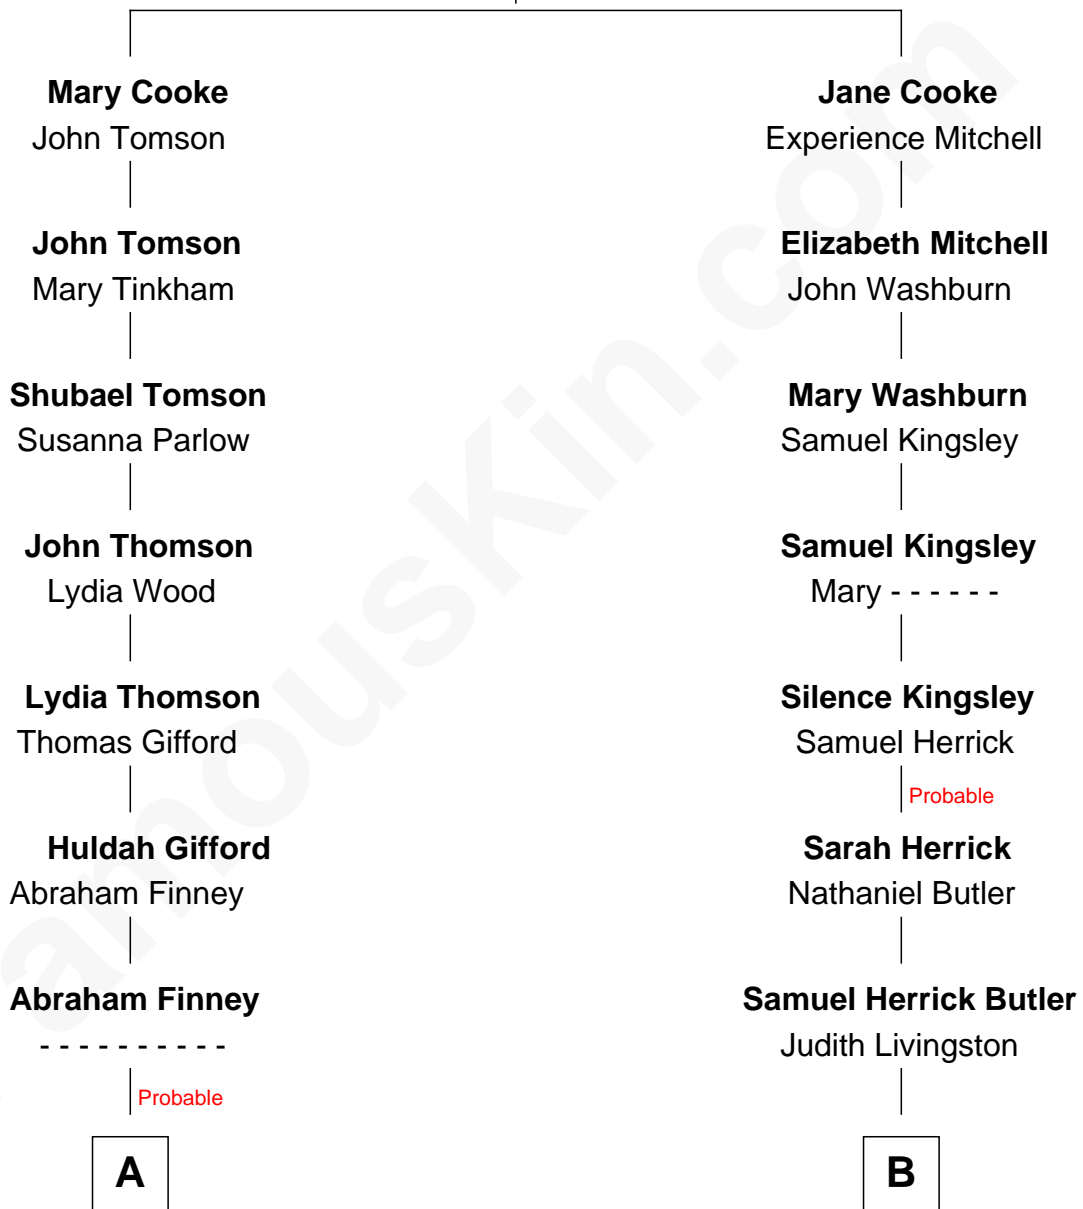 Mary Cooke
John Tomson
John Tomson
Mary Tinkham
Shubael Tomson
Susanna Parlow
John Thomson
Lydia Wood
Lydia Thomson
Thomas Gifford
Huldah Gifford
Abraham Finney
Abraham Finney
- - - - - - - - - -
Probable
A
Jane Cooke
Experience Mitchell
Elizabeth Mitchell
John Washburn
Mary Washburn
Samuel Kingsley
Samuel Kingsley
Mary - - - - - -
Silence Kingsley
Samuel Herrick
Probable
Sarah Herrick
Nathaniel Butler
Samuel Herrick Butler
Judith Livingston
B
amousKin.com